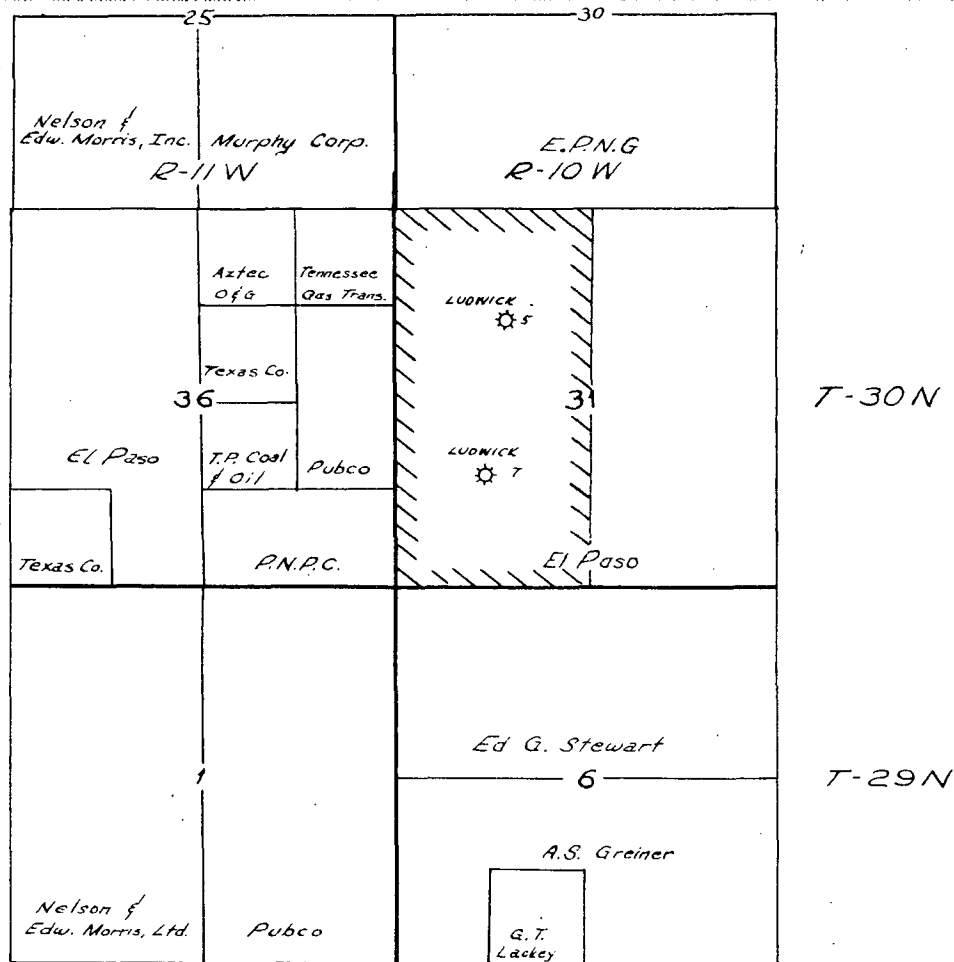 25
30
Nelson &
Edw. Morris, Inc.
Murphy Corp.
R-11 W
E.P.N.G
R-10 W
Aztec
O & G
Tennessee
Gas Trans.
LUDWICK
5
Texas Co.
36
31
T-30N
LUDWICK
7
El Paso
T.P. Coal
& Oil
Pubco
Texas Co.
P.N.P.C.
El Paso
Ed G. Stewart
1
6
T-29N
A.S. Greiner
Nelson &
Edw. Morris, Ltd.
Pubco
G.T.
Lackey